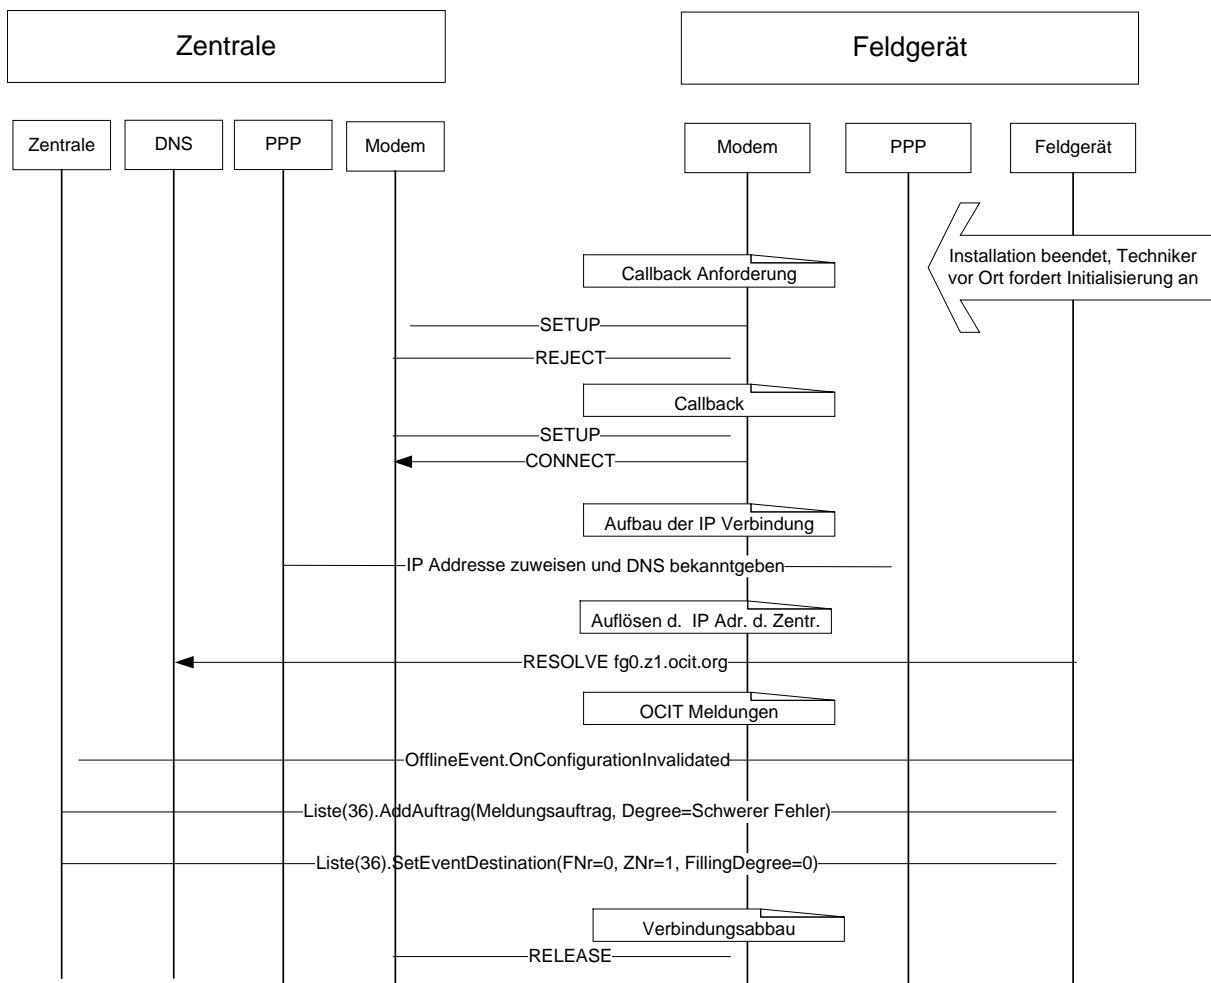 Zentrale
Feldgerät
Zentrale
DNS
PPP
Modem
Modem
PPP
Feldgerät
Installation beendet, Techniker
vor Ort fordert Initialisierung an
Callback Anforderung
SETUP
REJECT
Callback
SETUP
CONNECT
Aufbau der IP Verbindung
IP Addresse zuweisen und DNS bekanntgeben
Auflösen d. IP Adr. d. Zentr.
RESOLVE fg0.z1.ocit.org
OCIT Meldungen
OfflineEvent.OnConfigurationInvalidated
Liste(36).AddAuftrag(Meldungsauftrag, Degree=Schwerer Fehler)
Liste(36).SetEventDestination(FNr=0, ZNr=1, FillingDegree=0)
Verbindungsabbau
RELEASE